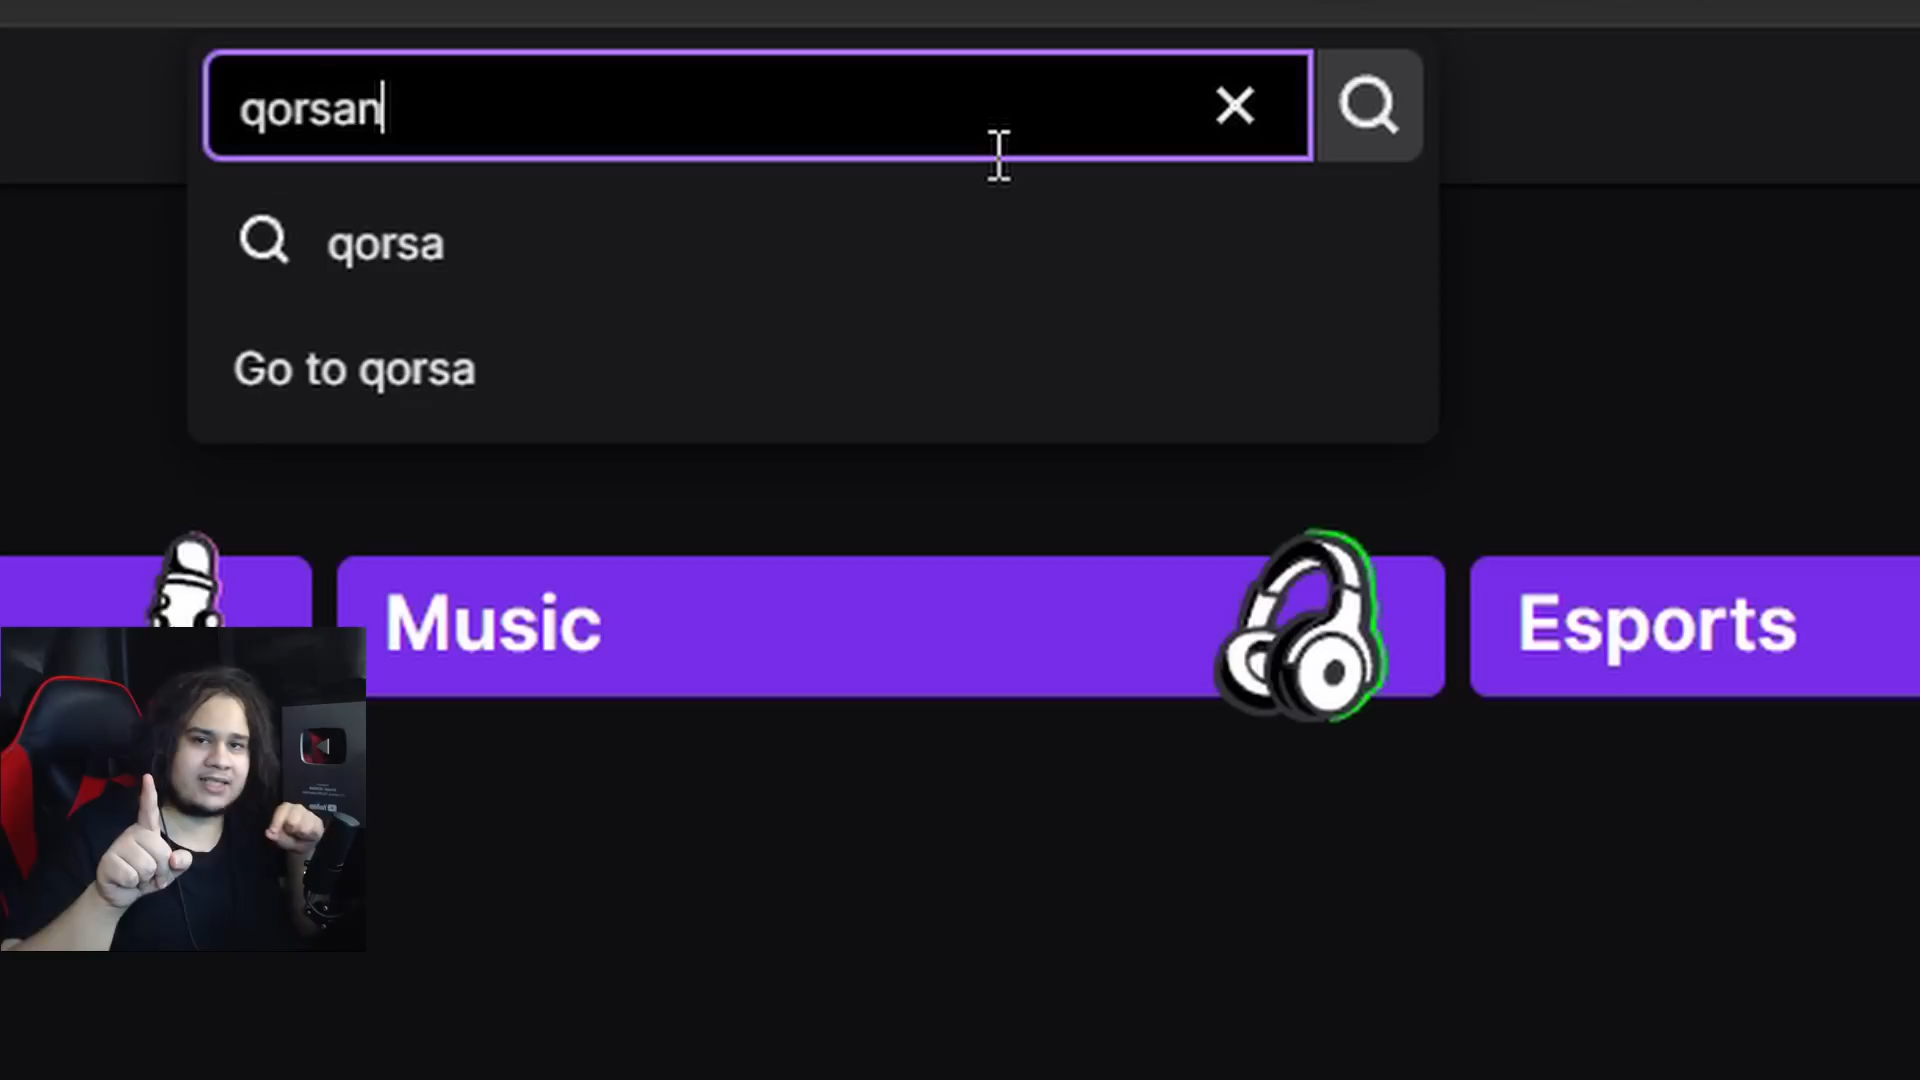 qorsan
qorsa
Go to qorsa
Music
Esports